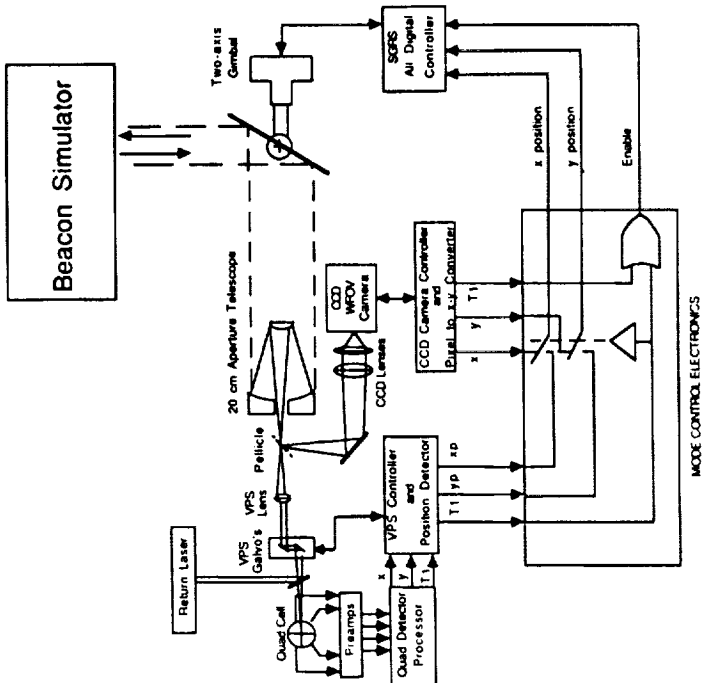 Beacon
Simulator
Two-axis
Gimbal
SGRS
All Digital
Controller
20 cm Aperture Telescope
CCD
WFOV
Camera
CCD Lenses
Pellicle
VPS
Lens
VPS
Galvo's
Return Laser
Quad Cell
Preamps
Quad Detector
Processor
x
y
T1
VPS Controller
and
Position Detector
T1
yp
xp
CCD Camera Controller
and
Pixel to x-y Converter
x
y
T1
x position
y position
Enable
MODE CONTROL ELECTRONICS